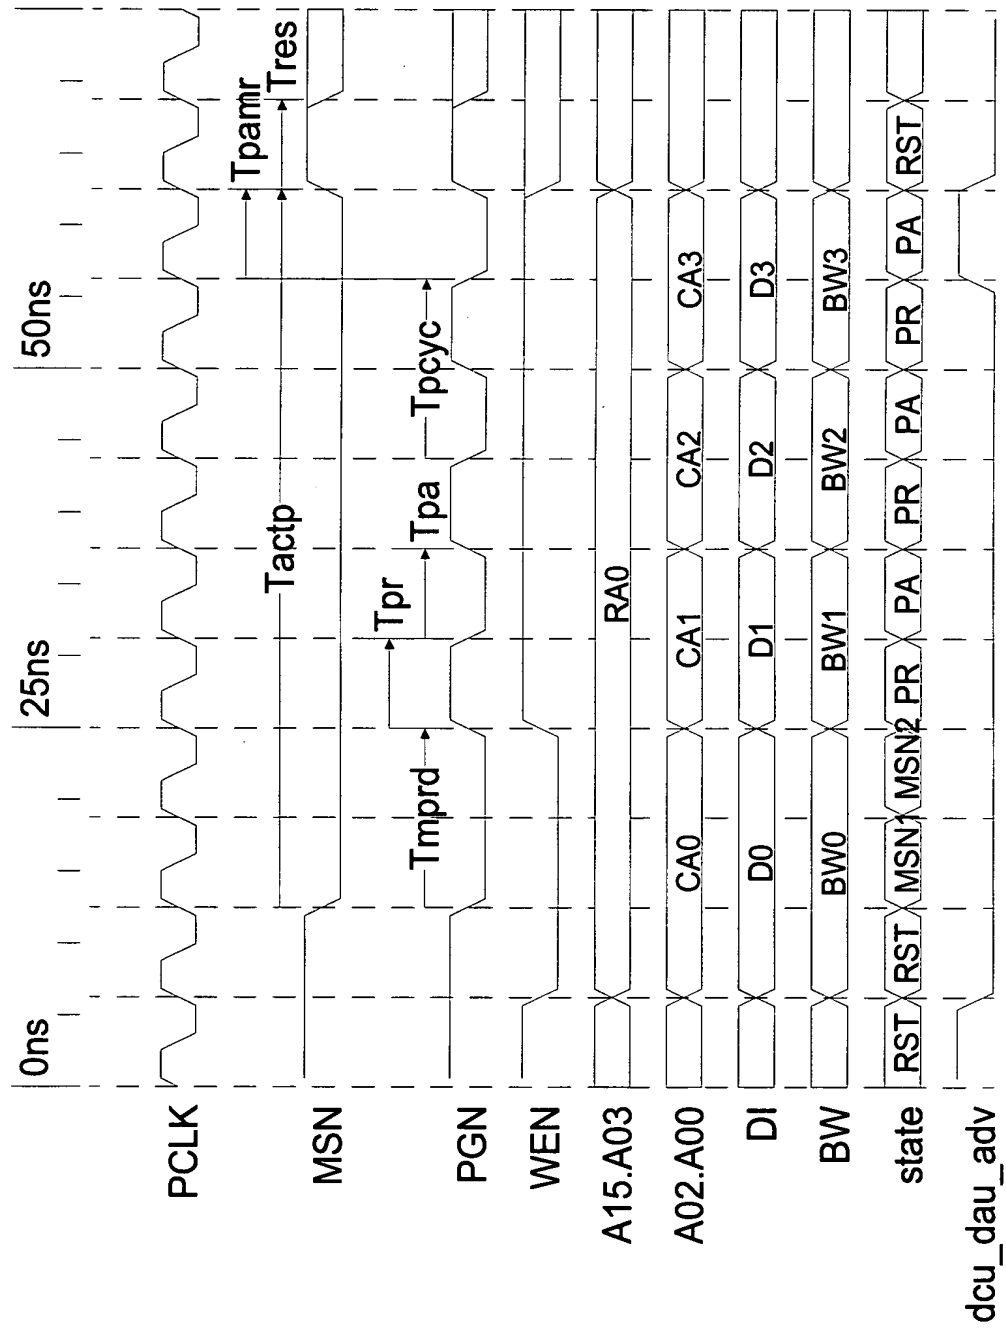 0ns 25ns 50ns
PCLK
Tpamr
Tactp Tres
MSN
Tpr
Tmprd Tpa Tpcyc
PGN
WEN
A15.A03 RA0
A02.A00 CA0 CA1 CA2 CA3
DI D0 D1 D2 D3
BW BW0 BW1 BW2 BW3
state RST RST MSN1 MSN2 PR PA PR PA PR PA RST
dcu_dau_adv